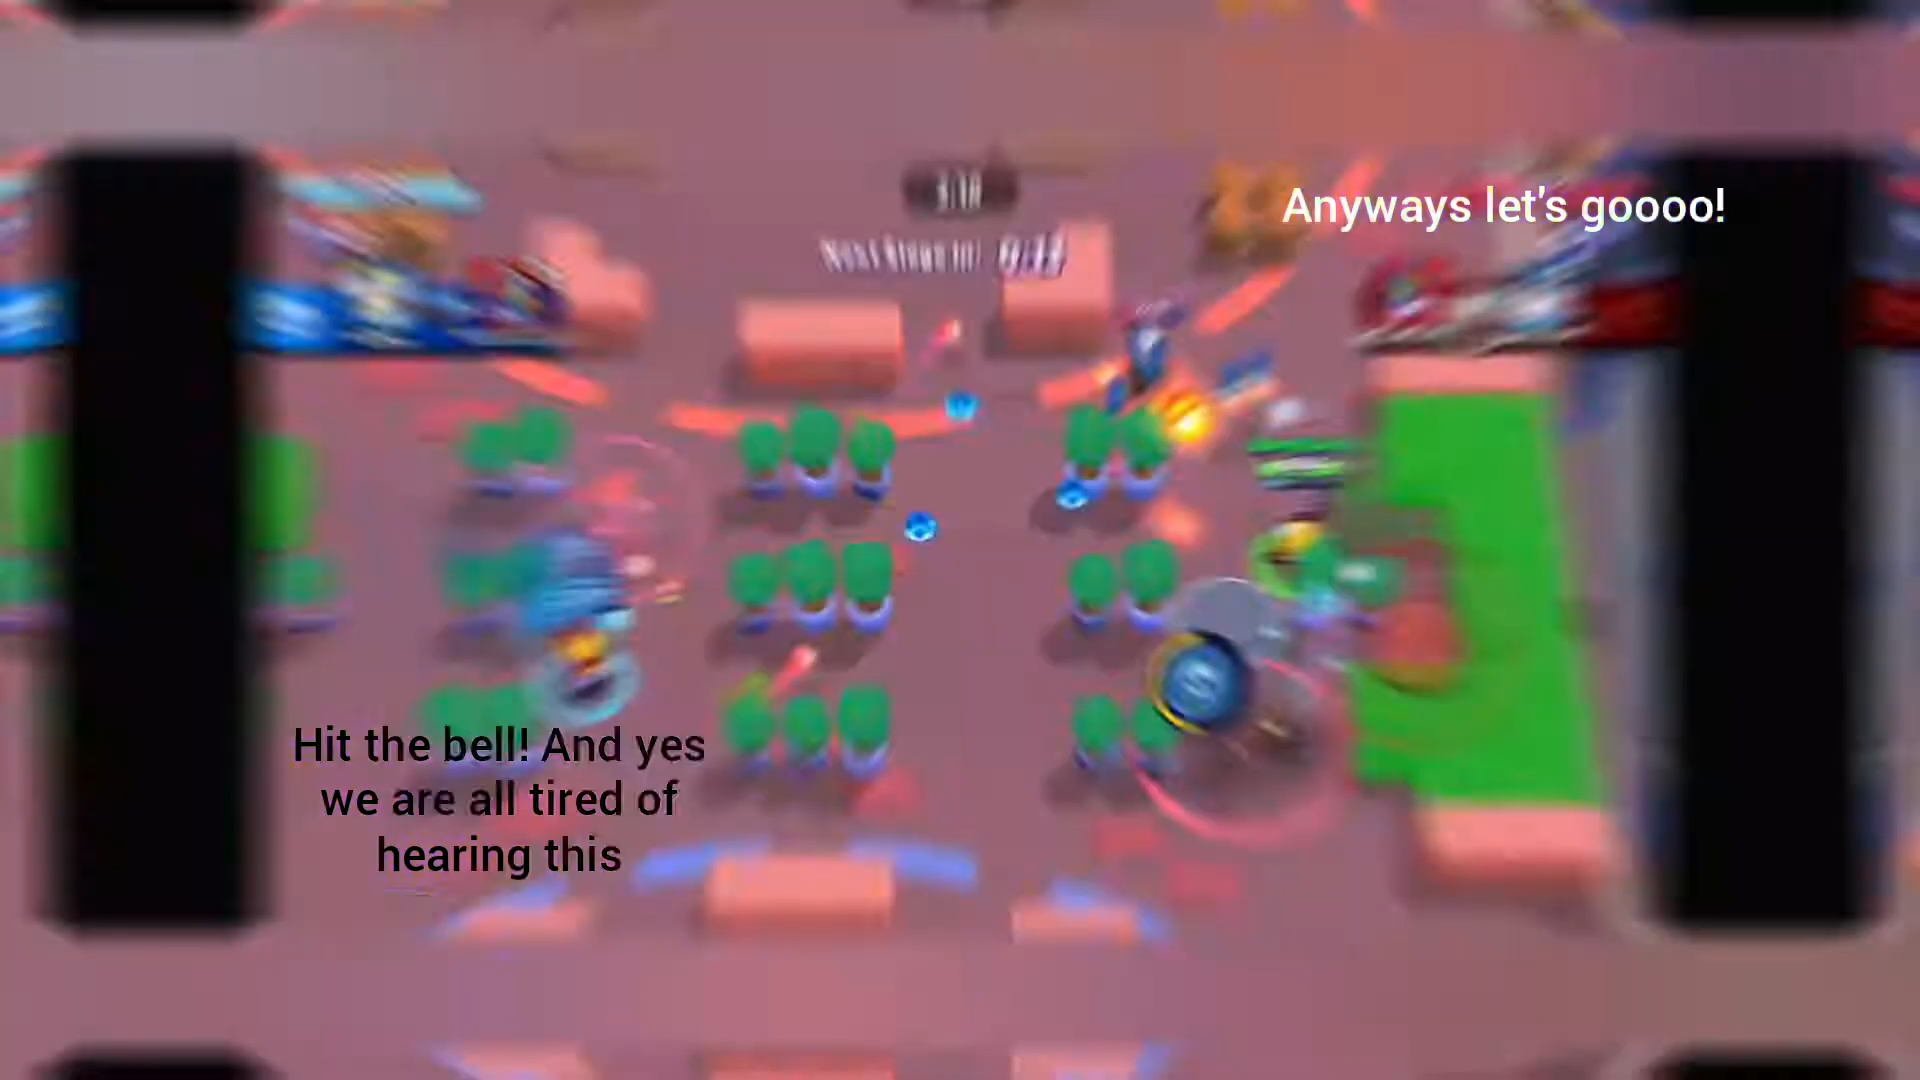 Anyways let's goooo!
Hit the bell! And yes
we are all tired of
hearing this